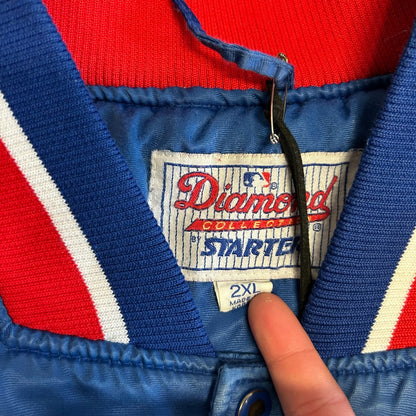 Diamond
COLLECTION
STARTER
2XL
MADE